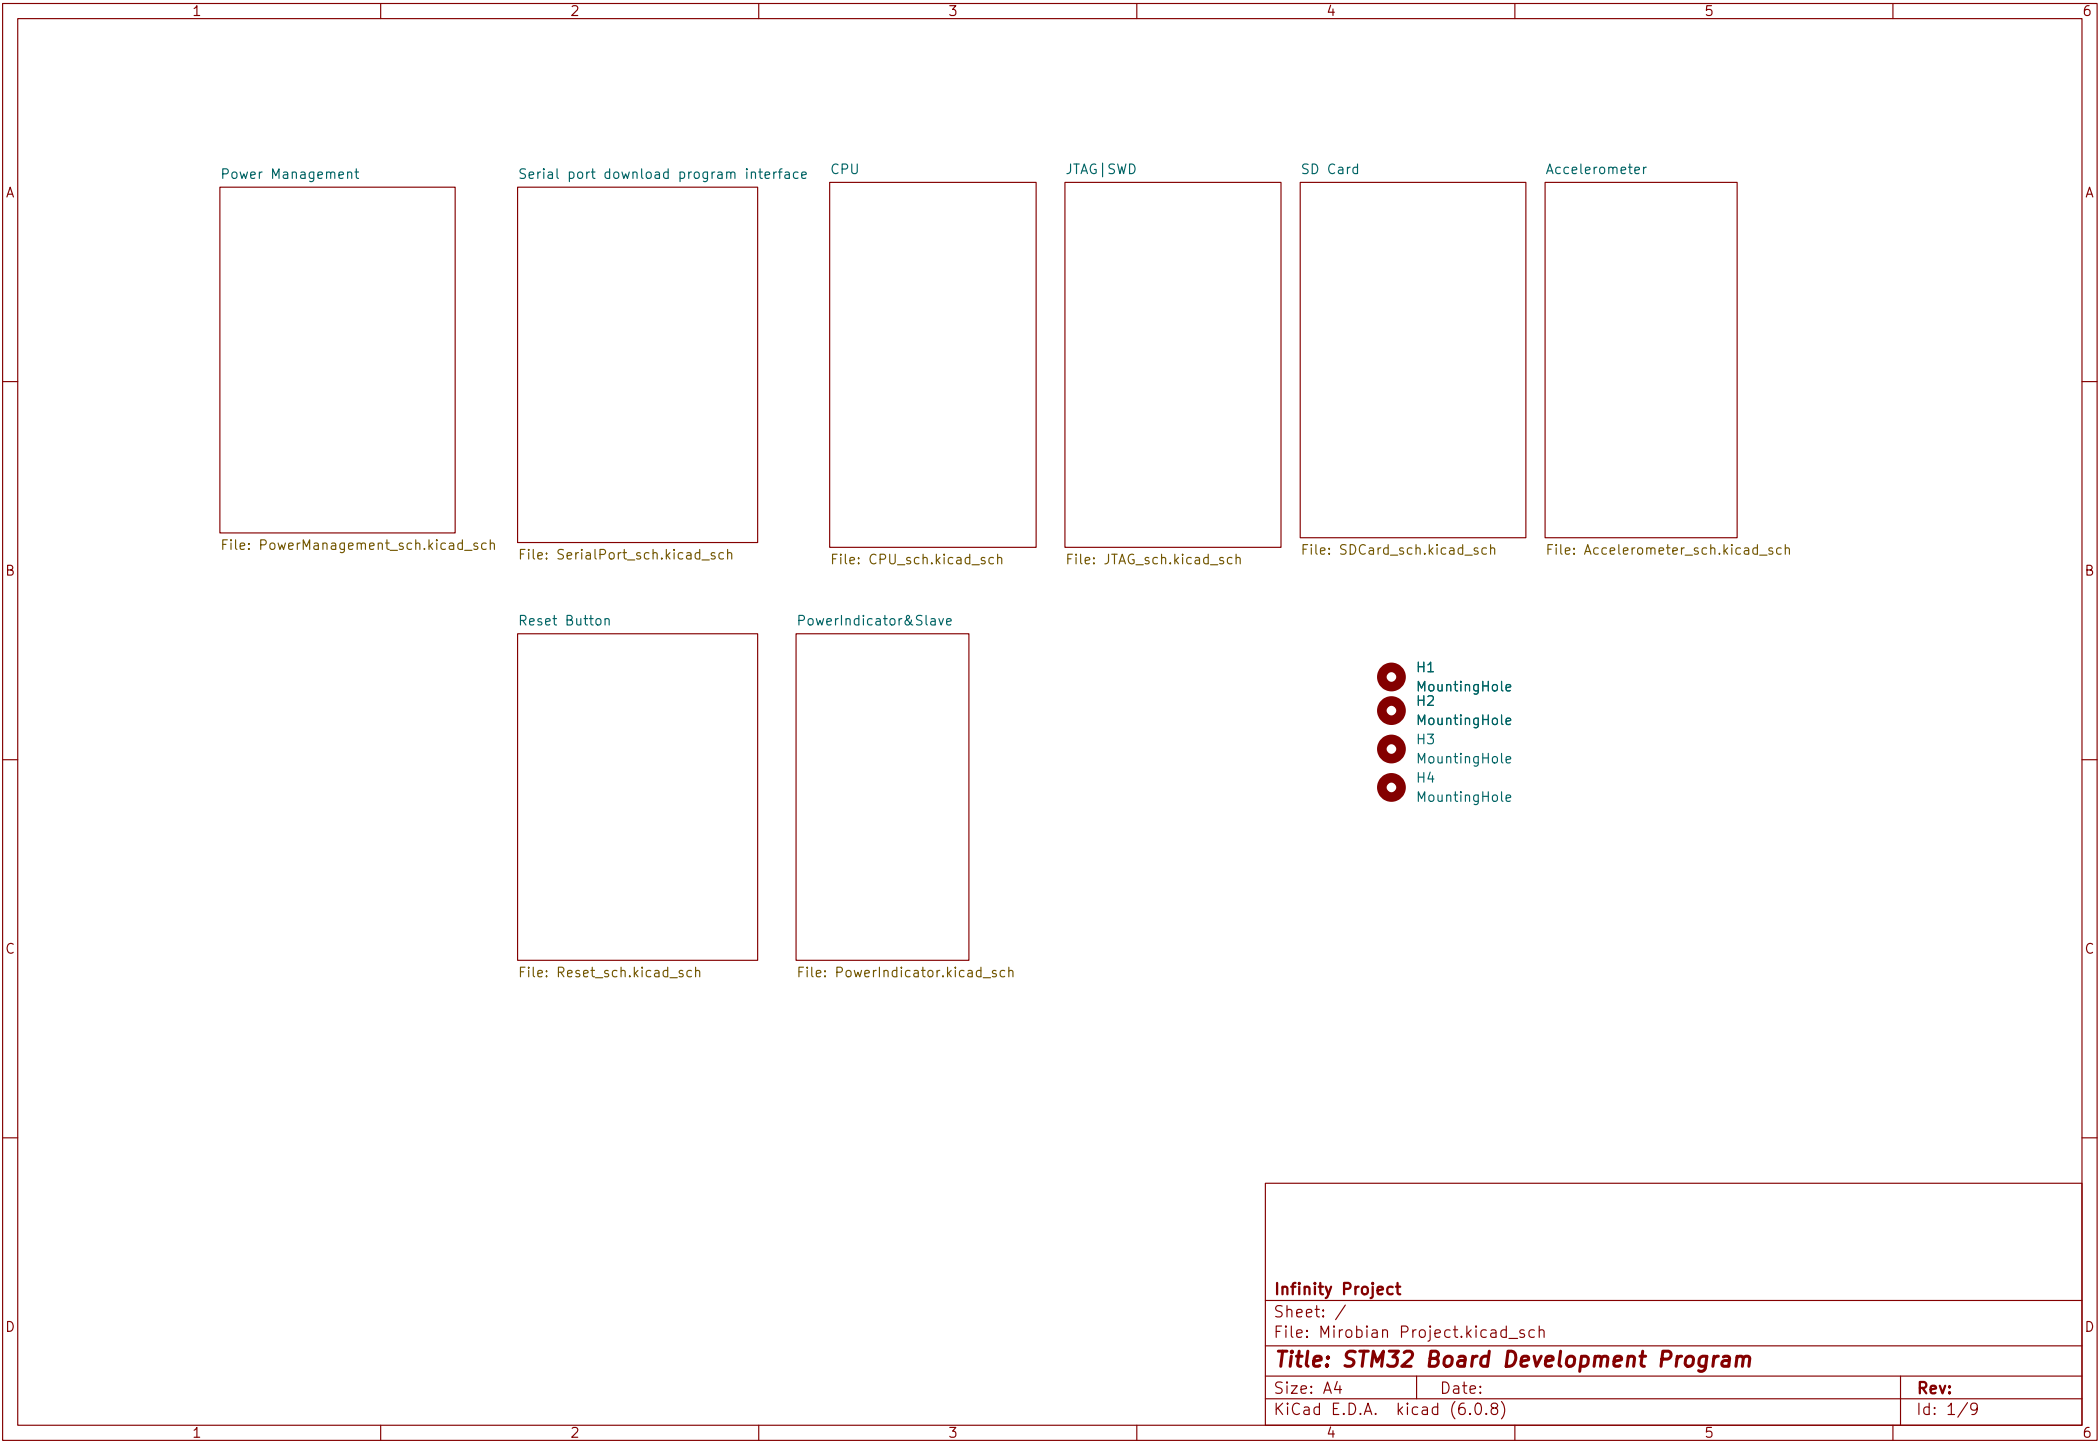 1 2 3 4 5 6
CPU JTAG|SWD SD Card Accelerometer
Power Management Serial port download program interface
A A
File: PowerManagement_sch.kicad_sch
File: SerialPort_sch.kicad_sch
File: CPU_sch.kicad_sch
File: JTAG_sch.kicad_sch
File: SDCard_sch.kicad_sch
File: Accelerometer_sch.kicad_sch
B B
Reset Button PowerIndicator&Slave
H1
MountingHole
H2
MountingHole
H3
MountingHole
H4
MountingHole
C C
File: Reset_sch.kicad_sch
File: PowerIndicator.kicad_sch
Infinity Project
Sheet: /
File: Mirobian Project.kicad_sch
D D
Title: STM32 Board Development Program
Size: A4 Date: Rev:
KiCad E.D.A. kicad (6.0.8) Id: 1/9
1 2 3 4 5 6